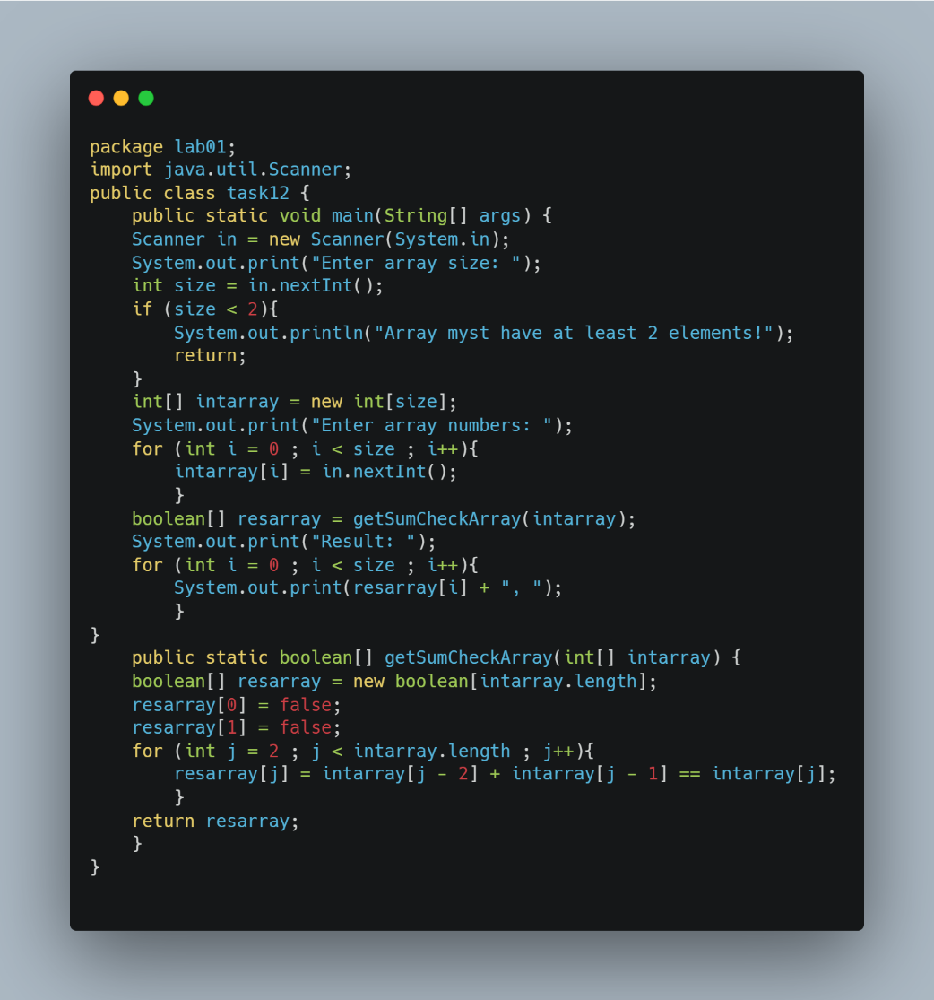 package lab01;
import java.util.Scanner;
public class task12 {
    public static void main(String[] args) {
    Scanner in = new Scanner(System.in);
    System.out.print("Enter array size: ");
    int size = in.nextInt();
    if (size < 2){
        System.out.println("Array myst have at least 2 elements!");
        return;
    }
    int[] intarray = new int[size];
    System.out.print("Enter array numbers: ");
    for (int i = 0 ; i < size ; i++){
        intarray[i] = in.nextInt();
        }
    boolean[] resarray = getSumCheckArray(intarray);
    System.out.print("Result: ");
    for (int i = 0 ; i < size ; i++){
        System.out.print(resarray[i] + ", ");
        }
}
    public static boolean[] getSumCheckArray(int[] intarray) {
    boolean[] resarray = new boolean[intarray.length];
    resarray[0] = false;
    resarray[1] = false;
    for (int j = 2 ; j < intarray.length ; j++){
        resarray[j] = intarray[j - 2] + intarray[j - 1] == intarray[j];
        }
    return resarray;
    }
}